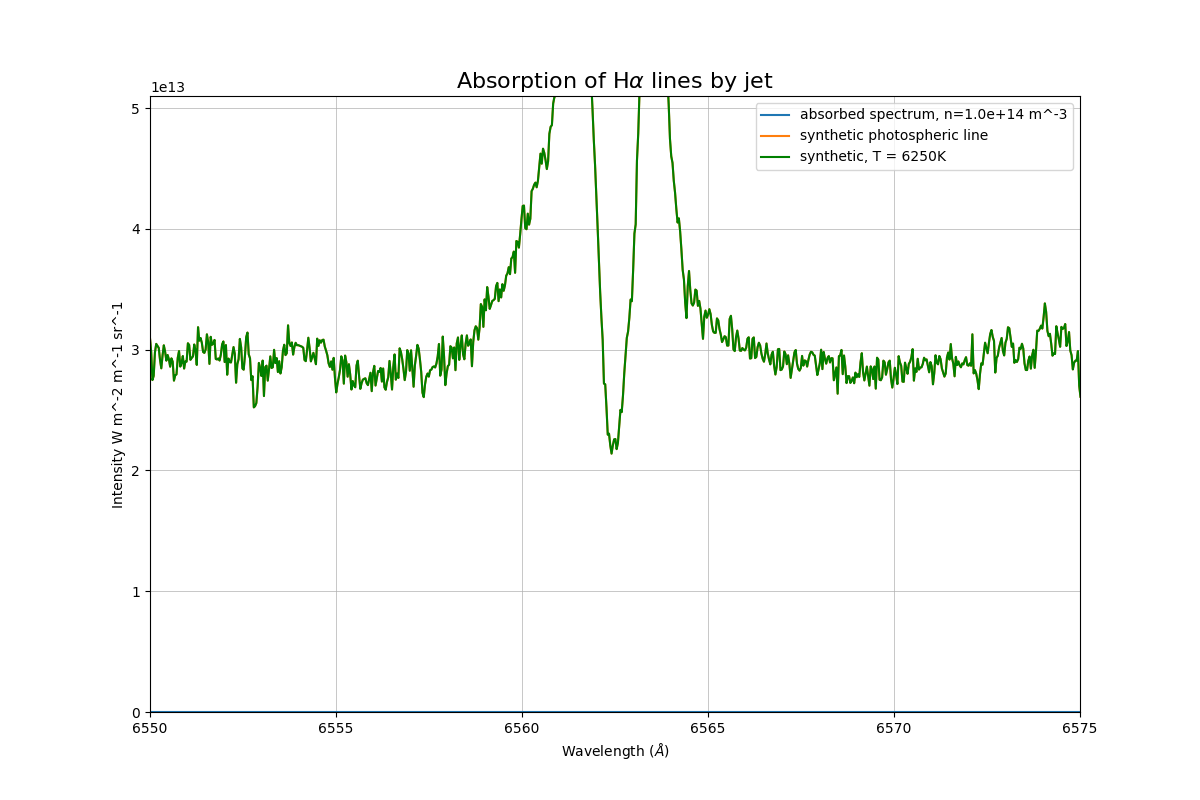 Absorption of Hα lines by jet
1e13
absorbed spectrum, n=1.0e+14 m^-3
synthetic photospheric line
synthetic, T = 6250K
5
4
3
2
1
0
Intensity W m^-2 m^-1 sr^-1
6550 6555 6560 6565 6570 6575
Wavelength (Å)